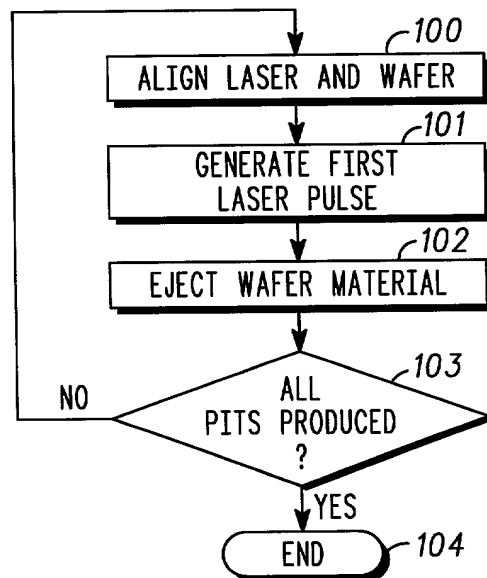 100
ALIGN LASER AND WAFER
101
GENERATE FIRST
LASER PULSE
102
EJECT WAFER MATERIAL
103
ALL
PITS PRODUCED
?
NO
YES
END
104